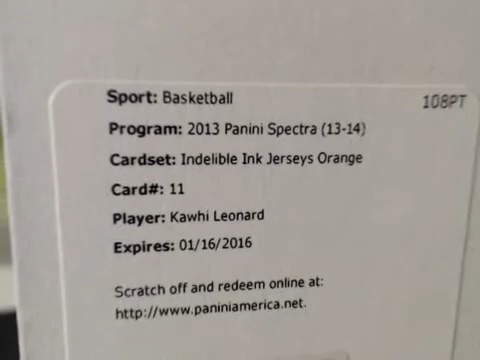 Sport: Basketball 108PT
Program: 2013 Panini Spectra (13-14)
Cardset: Indelible Ink Jerseys Orange
Card#: 11
Player: Kawhi Leonard
Expires: 01/16/2016
Scratch off and redeem online at:
http://www.paniniamerica.net.